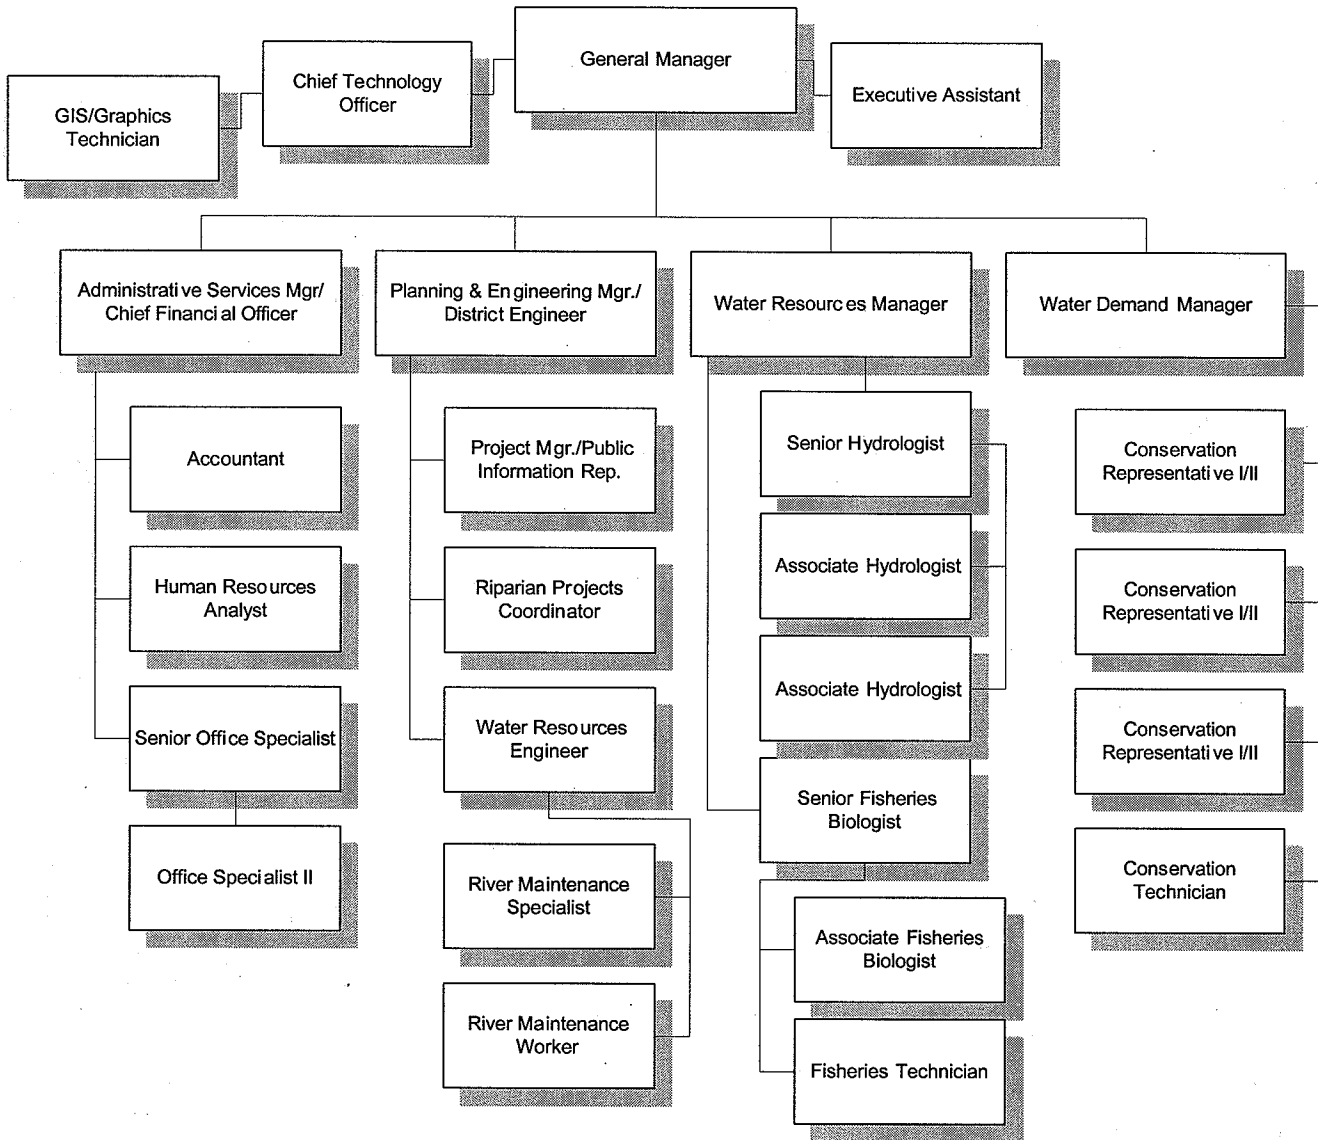 General Manager
Chief Technology
Officer
Executive Assistant
GIS/Graphics
Technician
Administrative Services Mgr/
Chief Financial Officer
Planning & Engineering Mgr./
District Engineer
Water Resources Manager
Water Demand Manager
Accountant
Human Resources
Analyst
Senior Office Specialist
Office Specialist II
Project Mgr./Public
Information Rep.
Riparian Projects
Coordinator
Water Resources
Engineer
River Maintenance
Specialist
River Maintenance
Worker
Senior Hydrologist
Associate Hydrologist
Associate Hydrologist
Senior Fisheries
Biologist
Associate Fisheries
Biologist
Fisheries Technician
Conservation
Representative I/II
Conservation
Representative I/II
Conservation
Representative I/II
Conservation
Technician